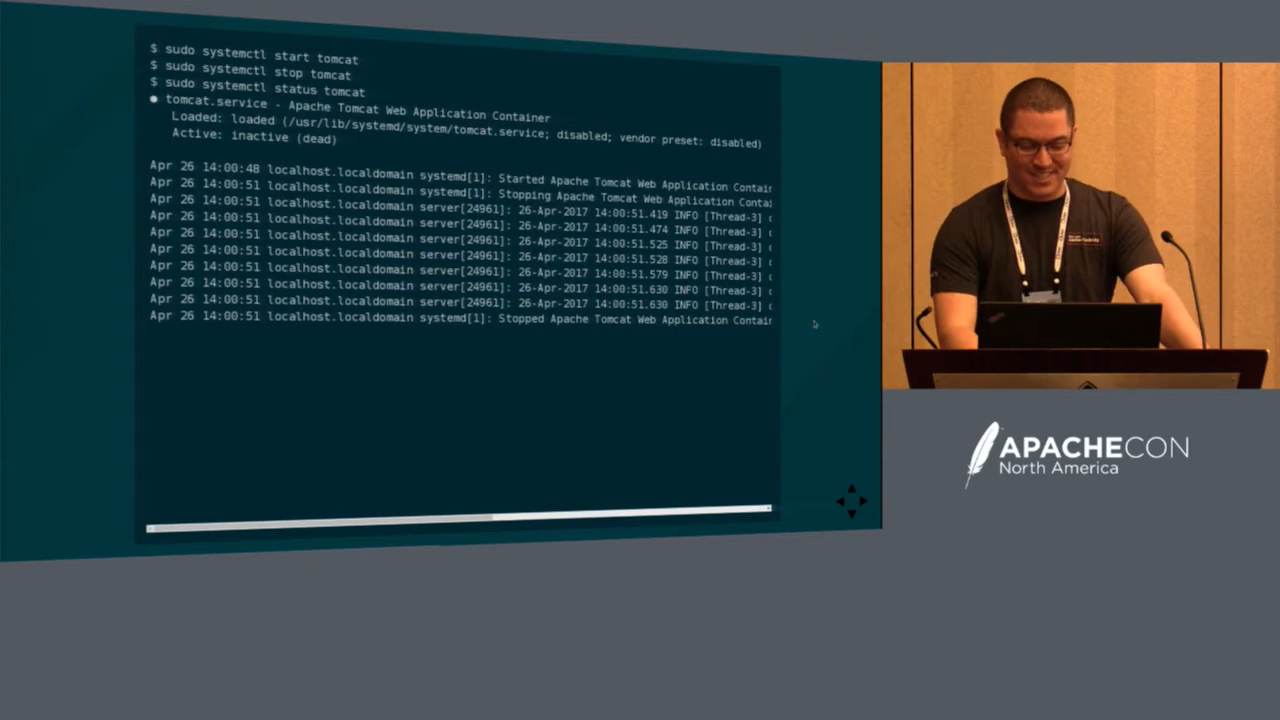 $ sudo systemctl start tomcat
$ sudo systemctl stop tomcat
$ sudo systemctl status tomcat
● tomcat.service - Apache Tomcat Web Application Container
Loaded: loaded (/usr/lib/systemd/system/tomcat.service; disabled; vendor preset: disabled)
Active: inactive (dead)
Apr 26 14:00:48 localhost.localdomain systemd[1]: Started Apache Tomcat Web Application Contain
Apr 26 14:00:51 localhost.localdomain systemd[1]: Stopping Apache Tomcat Web Application Contai
Apr 26 14:00:51 localhost.localdomain server[24961]: 26-Apr-2017 14:00:51.419 INFO [Thread-3]
Apr 26 14:00:51 localhost.localdomain server[24961]: 26-Apr-2017 14:00:51.474 INFO [Thread-3]
Apr 26 14:00:51 localhost.localdomain server[24961]: 26-Apr-2017 14:00:51.525 INFO [Thread-3]
Apr 26 14:00:51 localhost.localdomain server[24961]: 26-Apr-2017 14:00:51.528 INFO [Thread-3]
Apr 26 14:00:51 localhost.localdomain server[24961]: 26-Apr-2017 14:00:51.579 INFO [Thread-3]
Apr 26 14:00:51 localhost.localdomain server[24961]: 26-Apr-2017 14:00:51.630 INFO [Thread-3]
Apr 26 14:00:51 localhost.localdomain server[24961]: 26-Apr-2017 14:00:51.630 INFO [Thread-3]
Apr 26 14:00:51 localhost.localdomain systemd[1]: Stopped Apache Tomcat Web Application Contain
APACHECON
North America